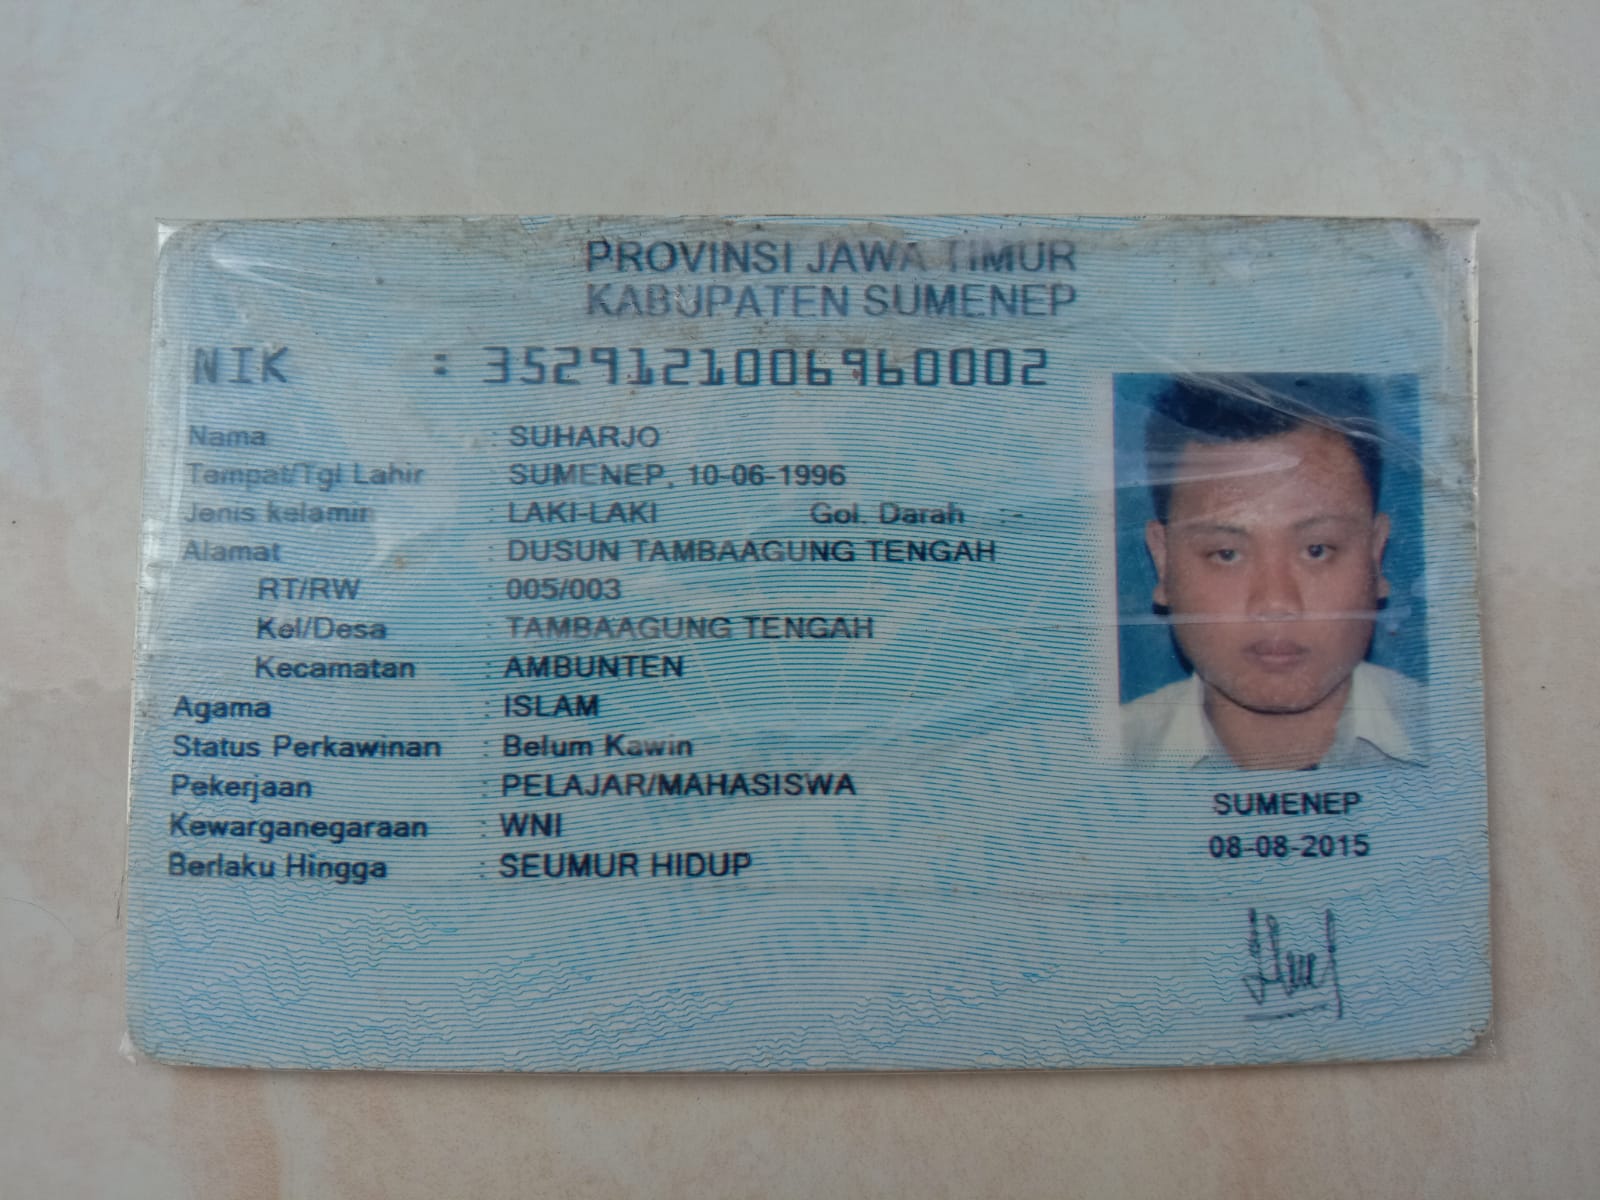 PROVINSI JAWA TIMUR
KABUPATEN SUMENEP
NIK : 3529121006960002
Nama : SUHARJO
Tempat/Tgl Lahir : SUMENEP, 10-06-1996
Jenis kelamin : LAKI-LAKI Gol. Darah : -
Alamat : DUSUN TAMBAAGUNG TENGAH
RT/RW : 005/003
Kel/Desa : TAMBAAGUNG TENGAH
Kecamatan : AMBUNTEN
Agama : ISLAM
Status Perkawinan : Belum Kawin
Pekerjaan : PELAJAR/MAHASISWA
Kewarganegaraan : WNI
Berlaku Hingga : SEUMUR HIDUP
SUMENEP
08-08-2015